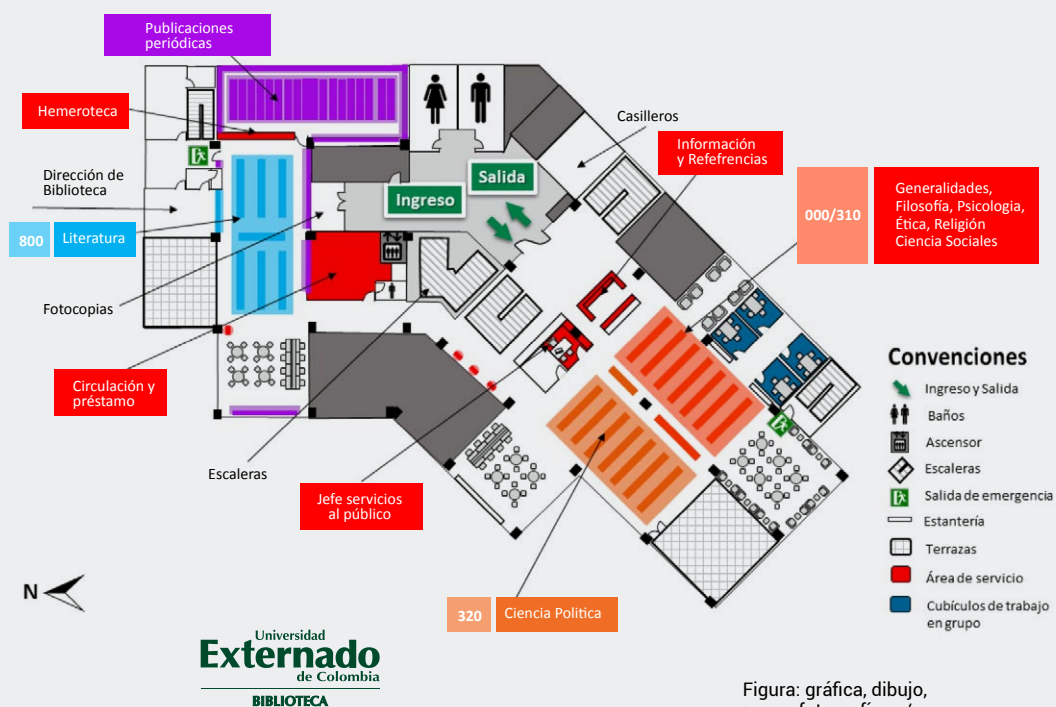 Publicaciones
periódicas
Hemeroteca
Casilleros
Información
y Refefrencias
Dirección de
Biblioteca
Salida
Ingreso
000/310
Generalidades,
Filosofía, Psicologia,
Ética, Religión
Ciencia Sociales
800 Literatura
Fotocopias
Circulación y
préstamo
Escaleras
Jefe servicios
al público
320 Ciencia Politica
Convenciones
Ingreso y Salida
Baños
Ascensor
Escaleras
Salida de emergencia
Estantería
Terrazas
Área de servicio
Cubículos de trabajo
en grupo
N
Universidad
Externado
de Colombia
BIBLIOTECA
Figura: gráfica, dibujo,